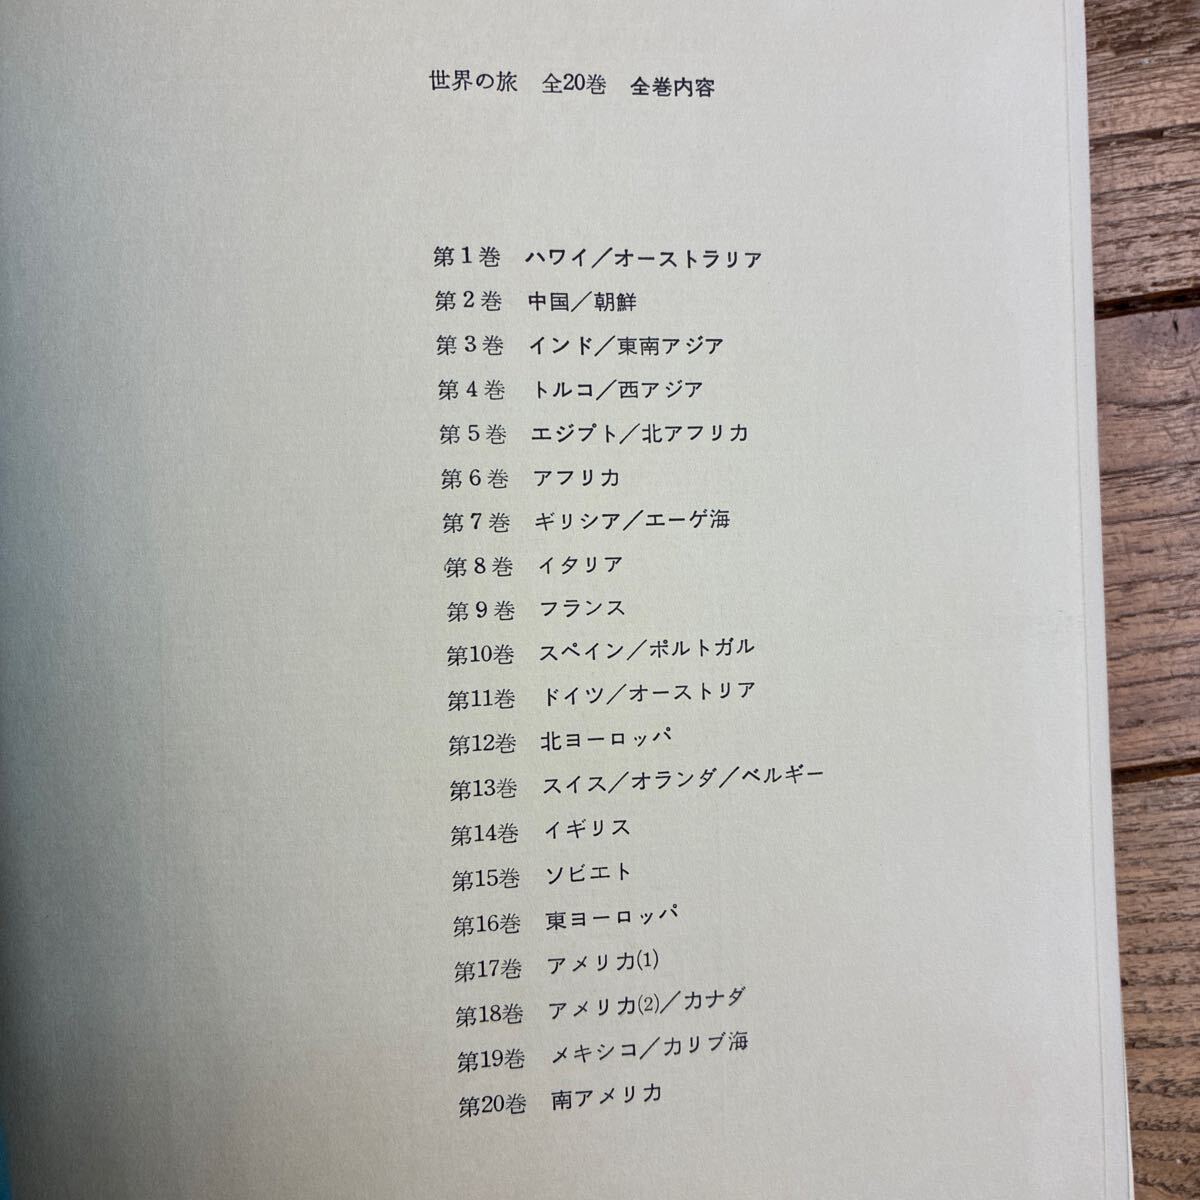 世界の旅　全20巻　全巻内容
第1巻　ハワイ／オーストラリア
第2巻　中国／朝鮮
第3巻　インド／東南アジア
第4巻　トルコ／西アジア
第5巻　エジプト／北アフリカ
第6巻　アフリカ
第7巻　ギリシア／エーゲ海
第8巻　イタリア
第9巻　フランス
第10巻　スペイン／ポルトガル
第11巻　ドイツ／オーストリア
第12巻　北ヨーロッパ
第13巻　スイス／オランダ／ベルギー
第14巻　イギリス
第15巻　ソビエト
第16巻　東ヨーロッパ
第17巻　アメリカ(1)
第18巻　アメリカ(2)／カナダ
第19巻　メキシコ／カリブ海
第20巻　南アメリカ